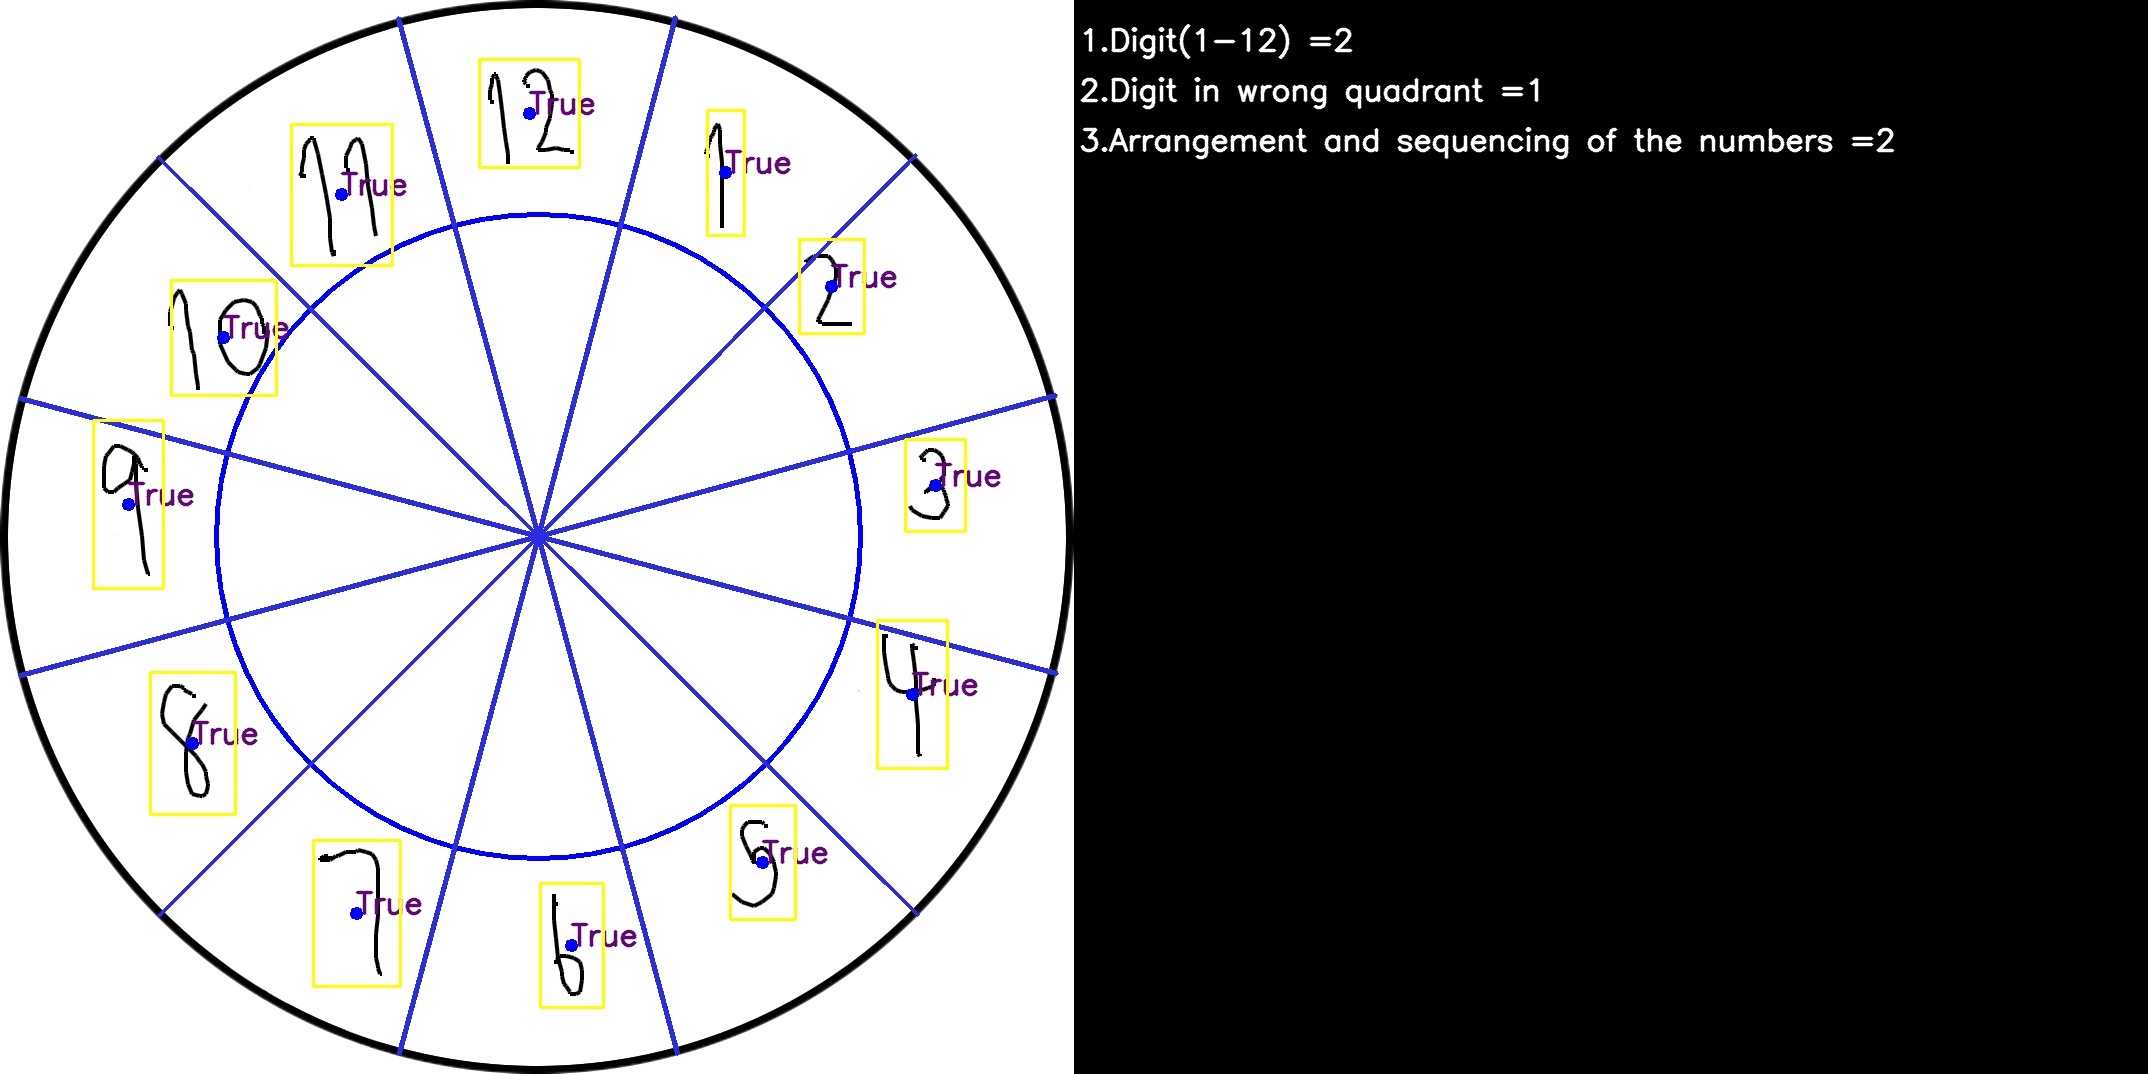 12
True
1
True
11
True
2
True
10
True
3
True
9
True
4
True
8
True
5
True
7
True
6
True
1.Digit(1-12) =2
2.Digit in wrong quadrant =1
3.Arrangement and sequencing of the numbers =2